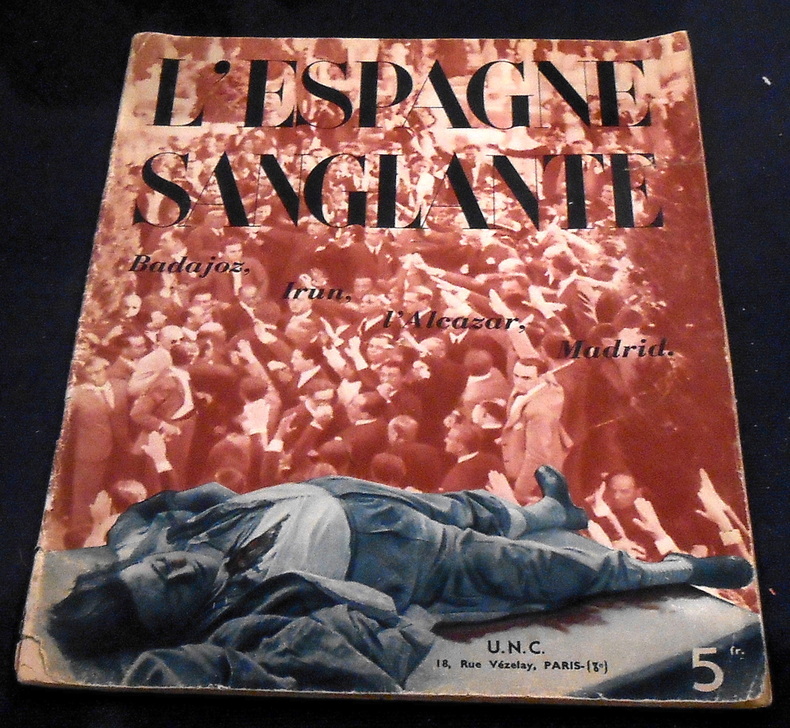 L'ESPAGNE
SANGLANTE
Badajoz,
Irun,
l'Alcazar,
Madrid.
U.N.C.
18, Rue Vézelay, PARIS-(8e)
5 fr.